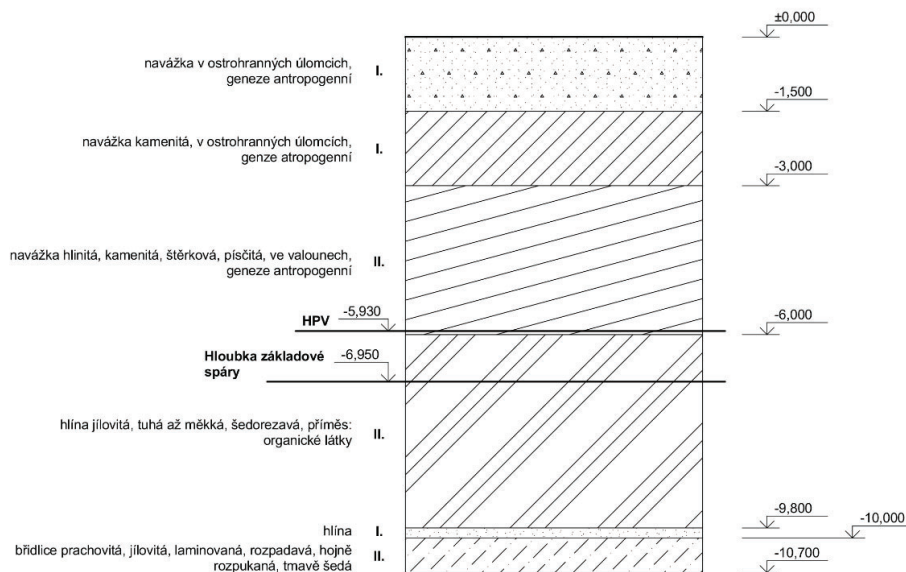 ±0,000
navážka v ostrohranných úlomcích,
geneze antropogenní
I.
-1,500
navážka kamenitá, v ostrohranných úlomcích,
genze atropogenní
I.
-3,000
navážka hlinitá, kamenitá, štěrková, písčitá, ve valounech,
geneze antropogenní
II.
HPV
-5,930
-6,000
Hloubka základové
spáry
-6,950
hlína jílovitá, tuhá až měkká, šedorezavá, příměs:
organické látky
II.
-9,800
-10,000
hlína
I.
břidlice prachovitá, jílovitá, laminovaná, rozpadavá, hojně
rozpukaná, tmavě šedá
II.
-10,700